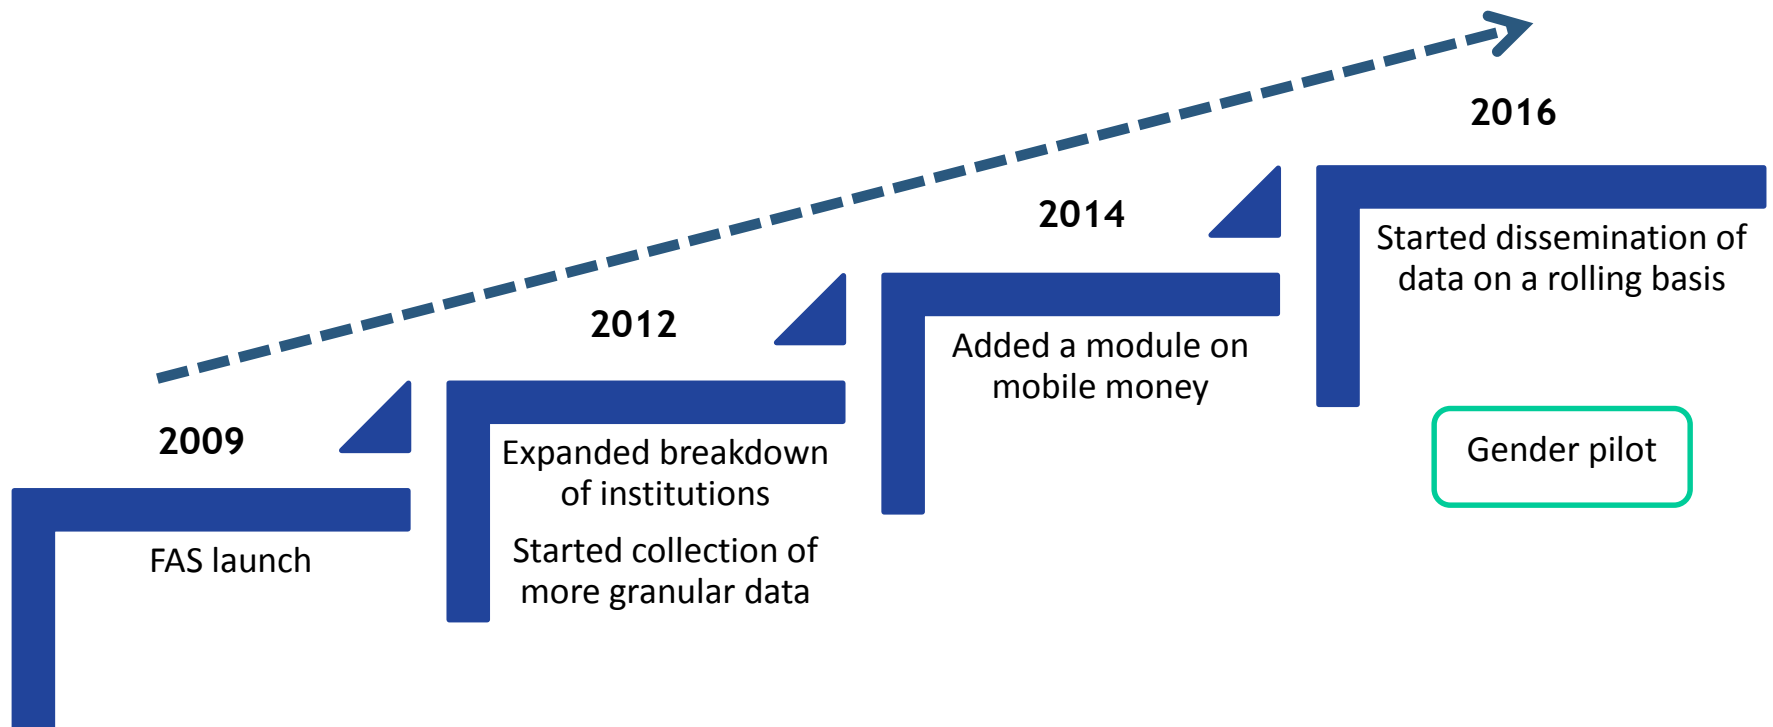 2009
FAS launch
2012
Expanded breakdown
of institutions
Started collection of
more granular data
2014
Added a module on
mobile money
2016
Started dissemination of
data on a rolling basis
Gender pilot